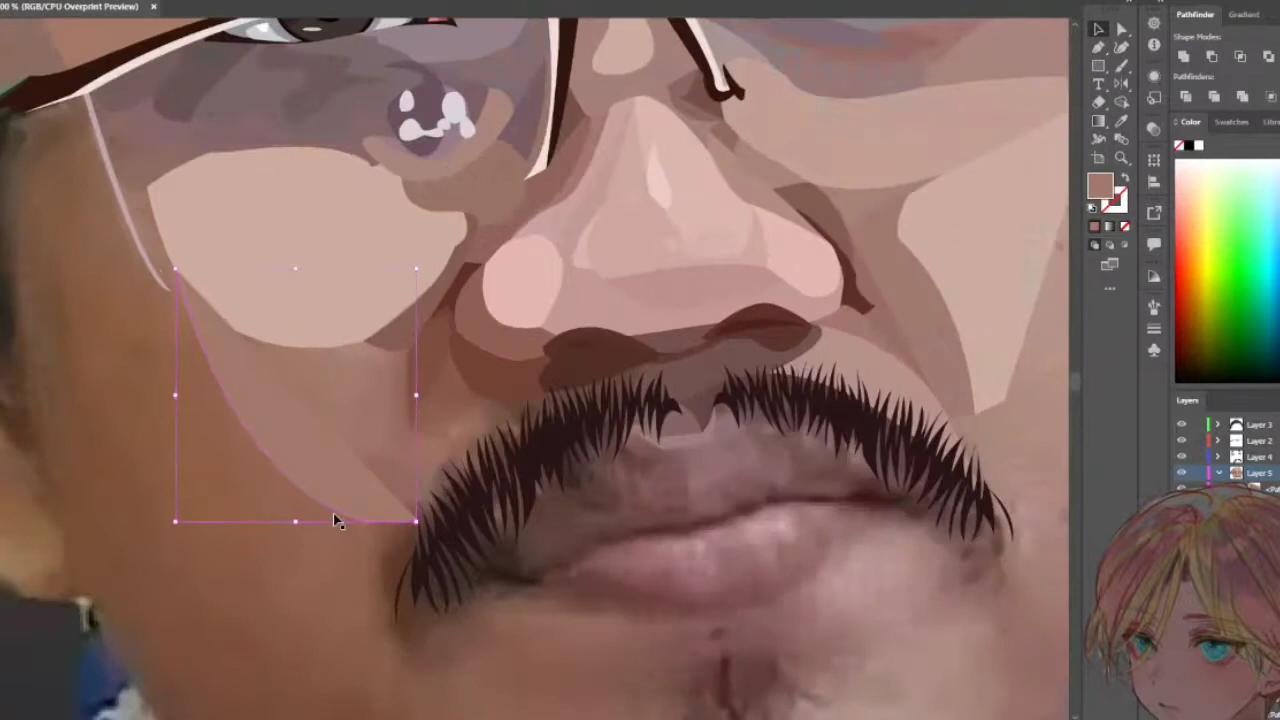 00 % (RGB/CPU Overprint Preview) ×
Pathfinder Gradient
Shape Modes:
Pathfinders:
Color Swatches Libr
Layers
Layer 3
Layer 2
Layer 4
Layer 5